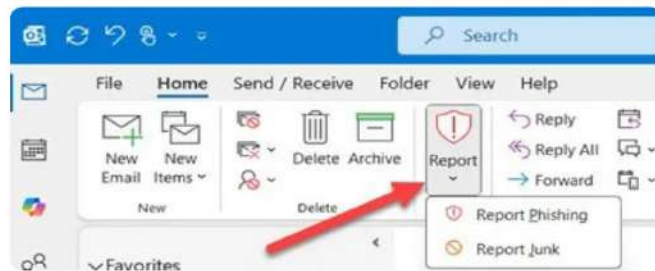 Search
File Home Send / Receive Folder View Help
New Email
New Items
Delete
Archive
Report
Reply
Reply All
Forward
New
Delete
Report Phishing
Report Junk
Favorites